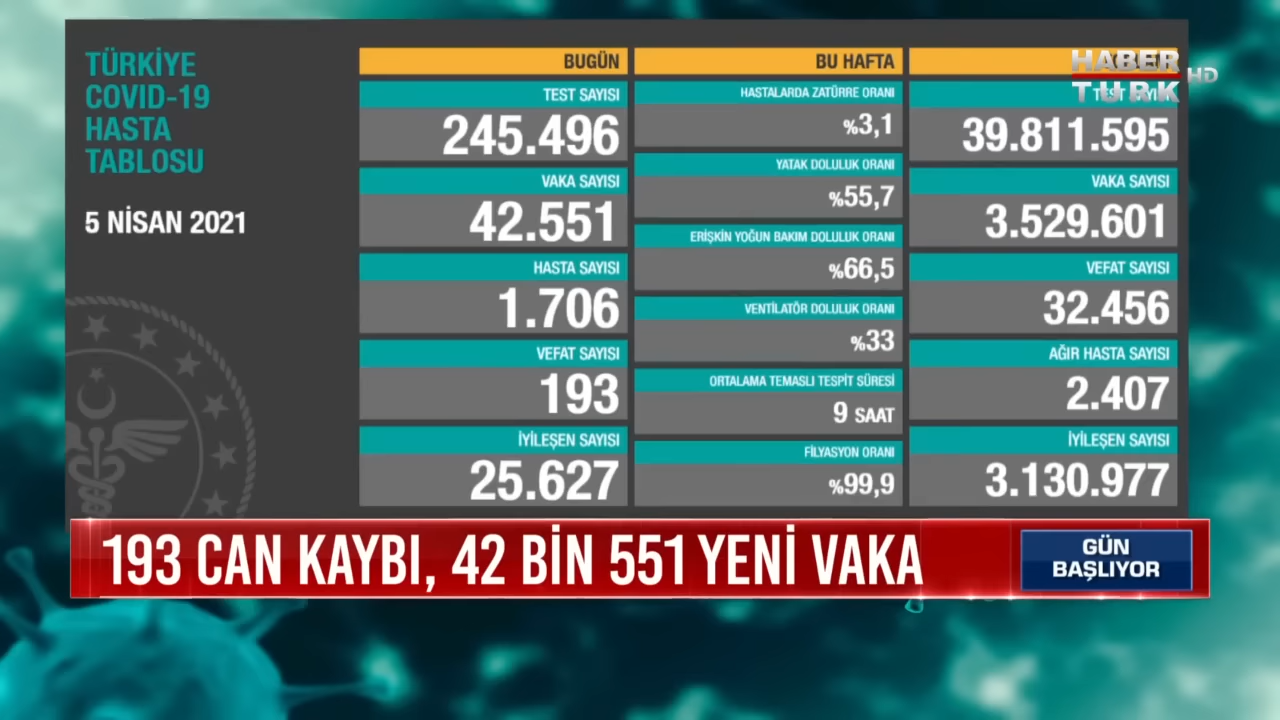 TÜRKİYE
COVID-19
HASTA
TABLOSU
5 NİSAN 2021
BUGÜN
TEST SAYISI
245.496
VAKA SAYISI
42.551
HASTA SAYISI
1.706
VEFAT SAYISI
193
İYİLEŞEN SAYISI
25.627
BU HAFTA
HASTALARDA ZATÜRRE ORANI
%3,1
YATAK DOLULUK ORANI
%55,7
ERİŞKİN YOĞUN BAKIM DOLULUK ORANI
%66,5
VENTİLATÖR DOLULUK ORANI
%33
ORTALAMA TEMASLI TESPİT SÜRESİ
9 SAAT
FİLYASYON ORANI
%99,9
HABER
TURK
HD
39.811.595
VAKA SAYISI
3.529.601
VEFAT SAYISI
32.456
AĞIR HASTA SAYISI
2.407
İYİLEŞEN SAYISI
3.130.977
193 CAN KAYBI, 42 BİN 551 YENİ VAKA
GÜN
BAŞLIYOR